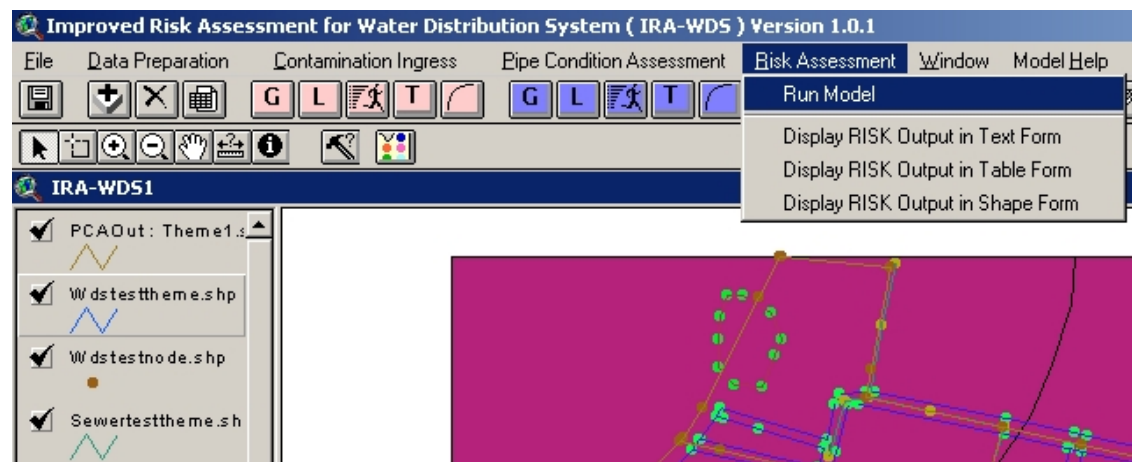 Improved Risk Assessment for Water Distribution System ( IRA-WDS ) Version 1.0.1
File Data Preparation Contamination Ingress Pipe Condition Assessment Risk Assessment Window Model Help
G L T G L T
Run Model
Display RISK Output in Text Form
Display RISK Output in Table Form
Display RISK Output in Shape Form
IRA-WDS1
PCAOut: Theme1.s
Wdstesttheme.shp
Wdstestnode.shp
Sewertesttheme.sh